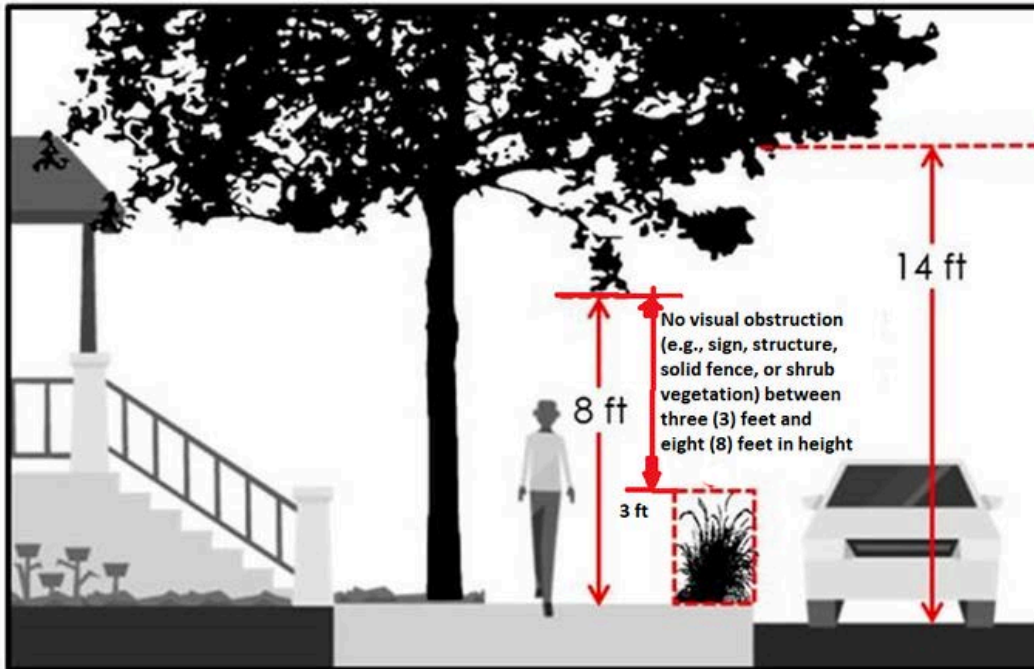 14 ft
8 ft
No visual obstruction
(e.g., sign, structure,
solid fence, or shrub
vegetation) between
three (3) feet and
eight (8) feet in height
3 ft